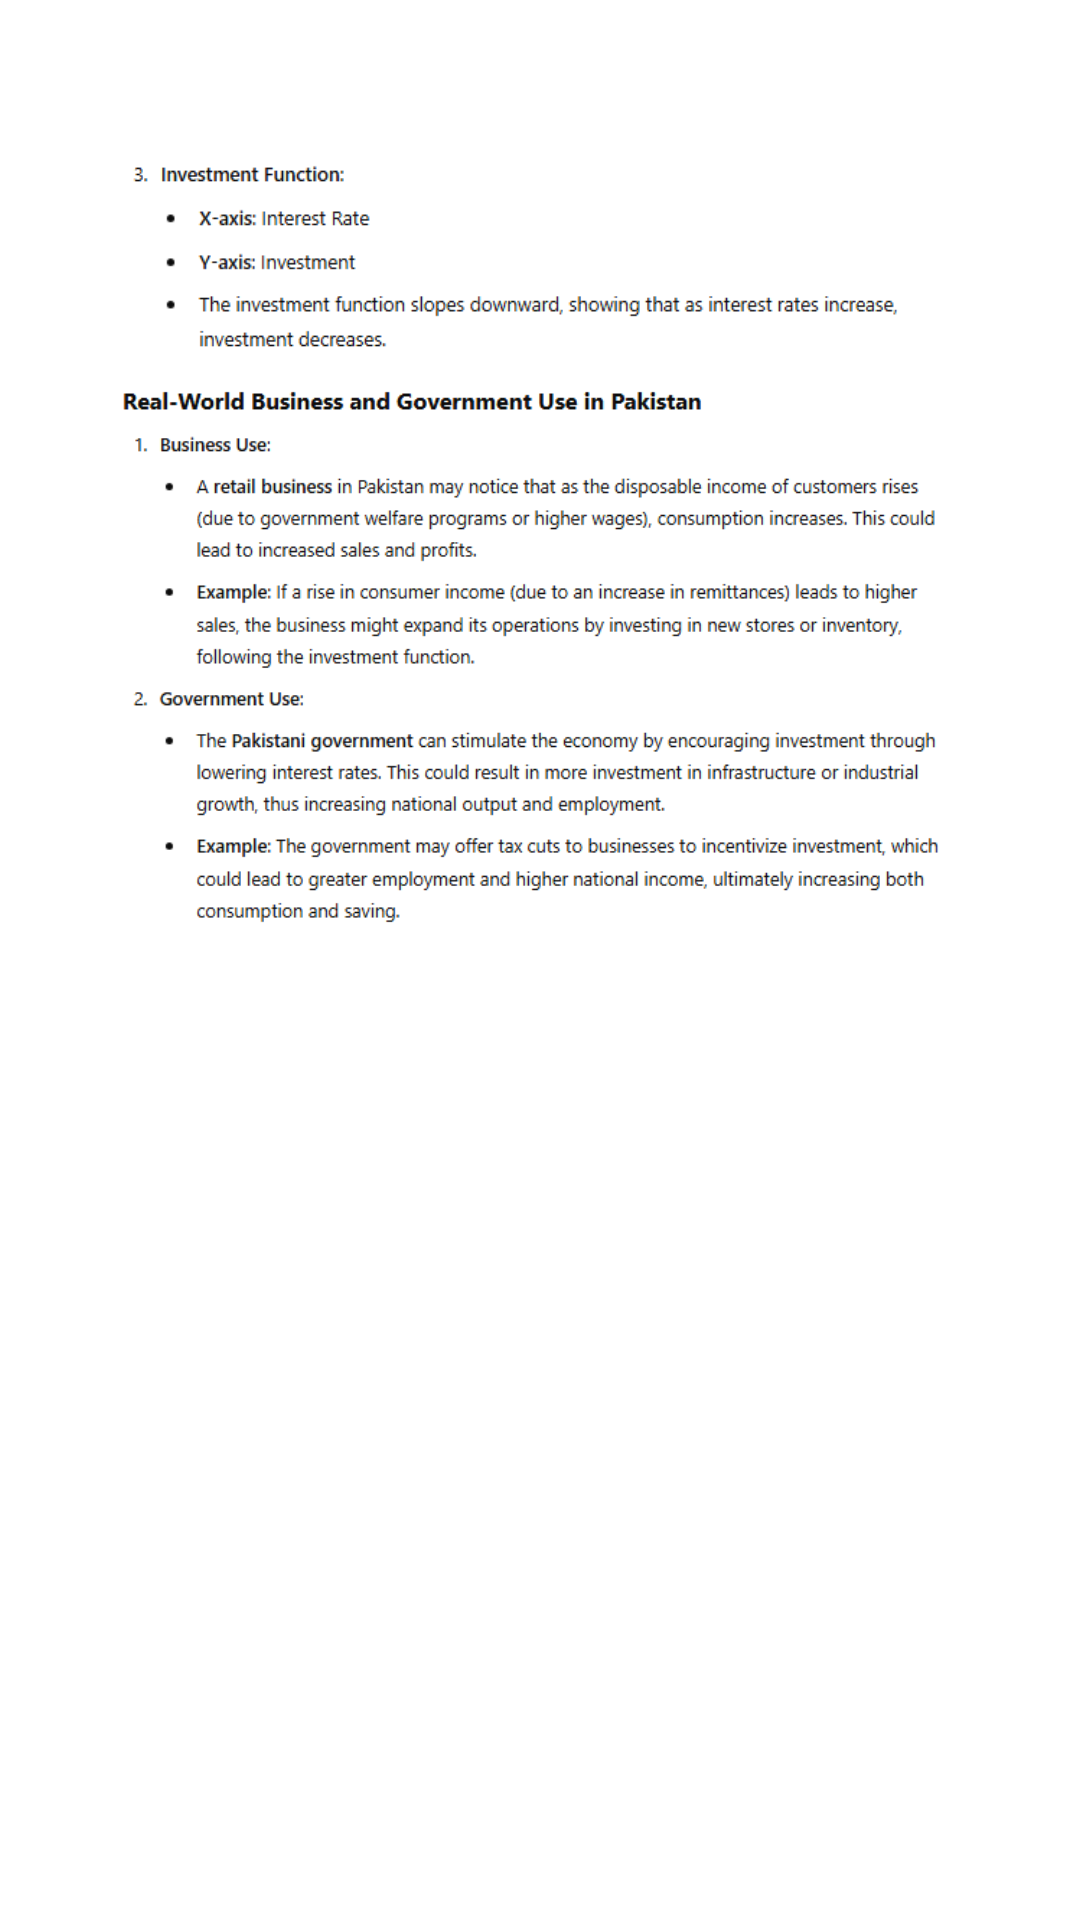 3. Investment Function:
• X-axis: Interest Rate
• Y-axis: Investment
• The investment function slopes downward, showing that as interest rates increase,
investment decreases.
Real-World Business and Government Use in Pakistan
1. Business Use:
• A retail business in Pakistan may notice that as the disposable income of customers rises
(due to government welfare programs or higher wages), consumption increases. This could
lead to increased sales and profits.
• Example: If a rise in consumer income (due to an increase in remittances) leads to higher
sales, the business might expand its operations by investing in new stores or inventory,
following the investment function.
2. Government Use:
• The Pakistani government can stimulate the economy by encouraging investment through
lowering interest rates. This could result in more investment in infrastructure or industrial
growth, thus increasing national output and employment.
• Example: The government may offer tax cuts to businesses to incentivize investment, which
could lead to greater employment and higher national income, ultimately increasing both
consumption and saving.